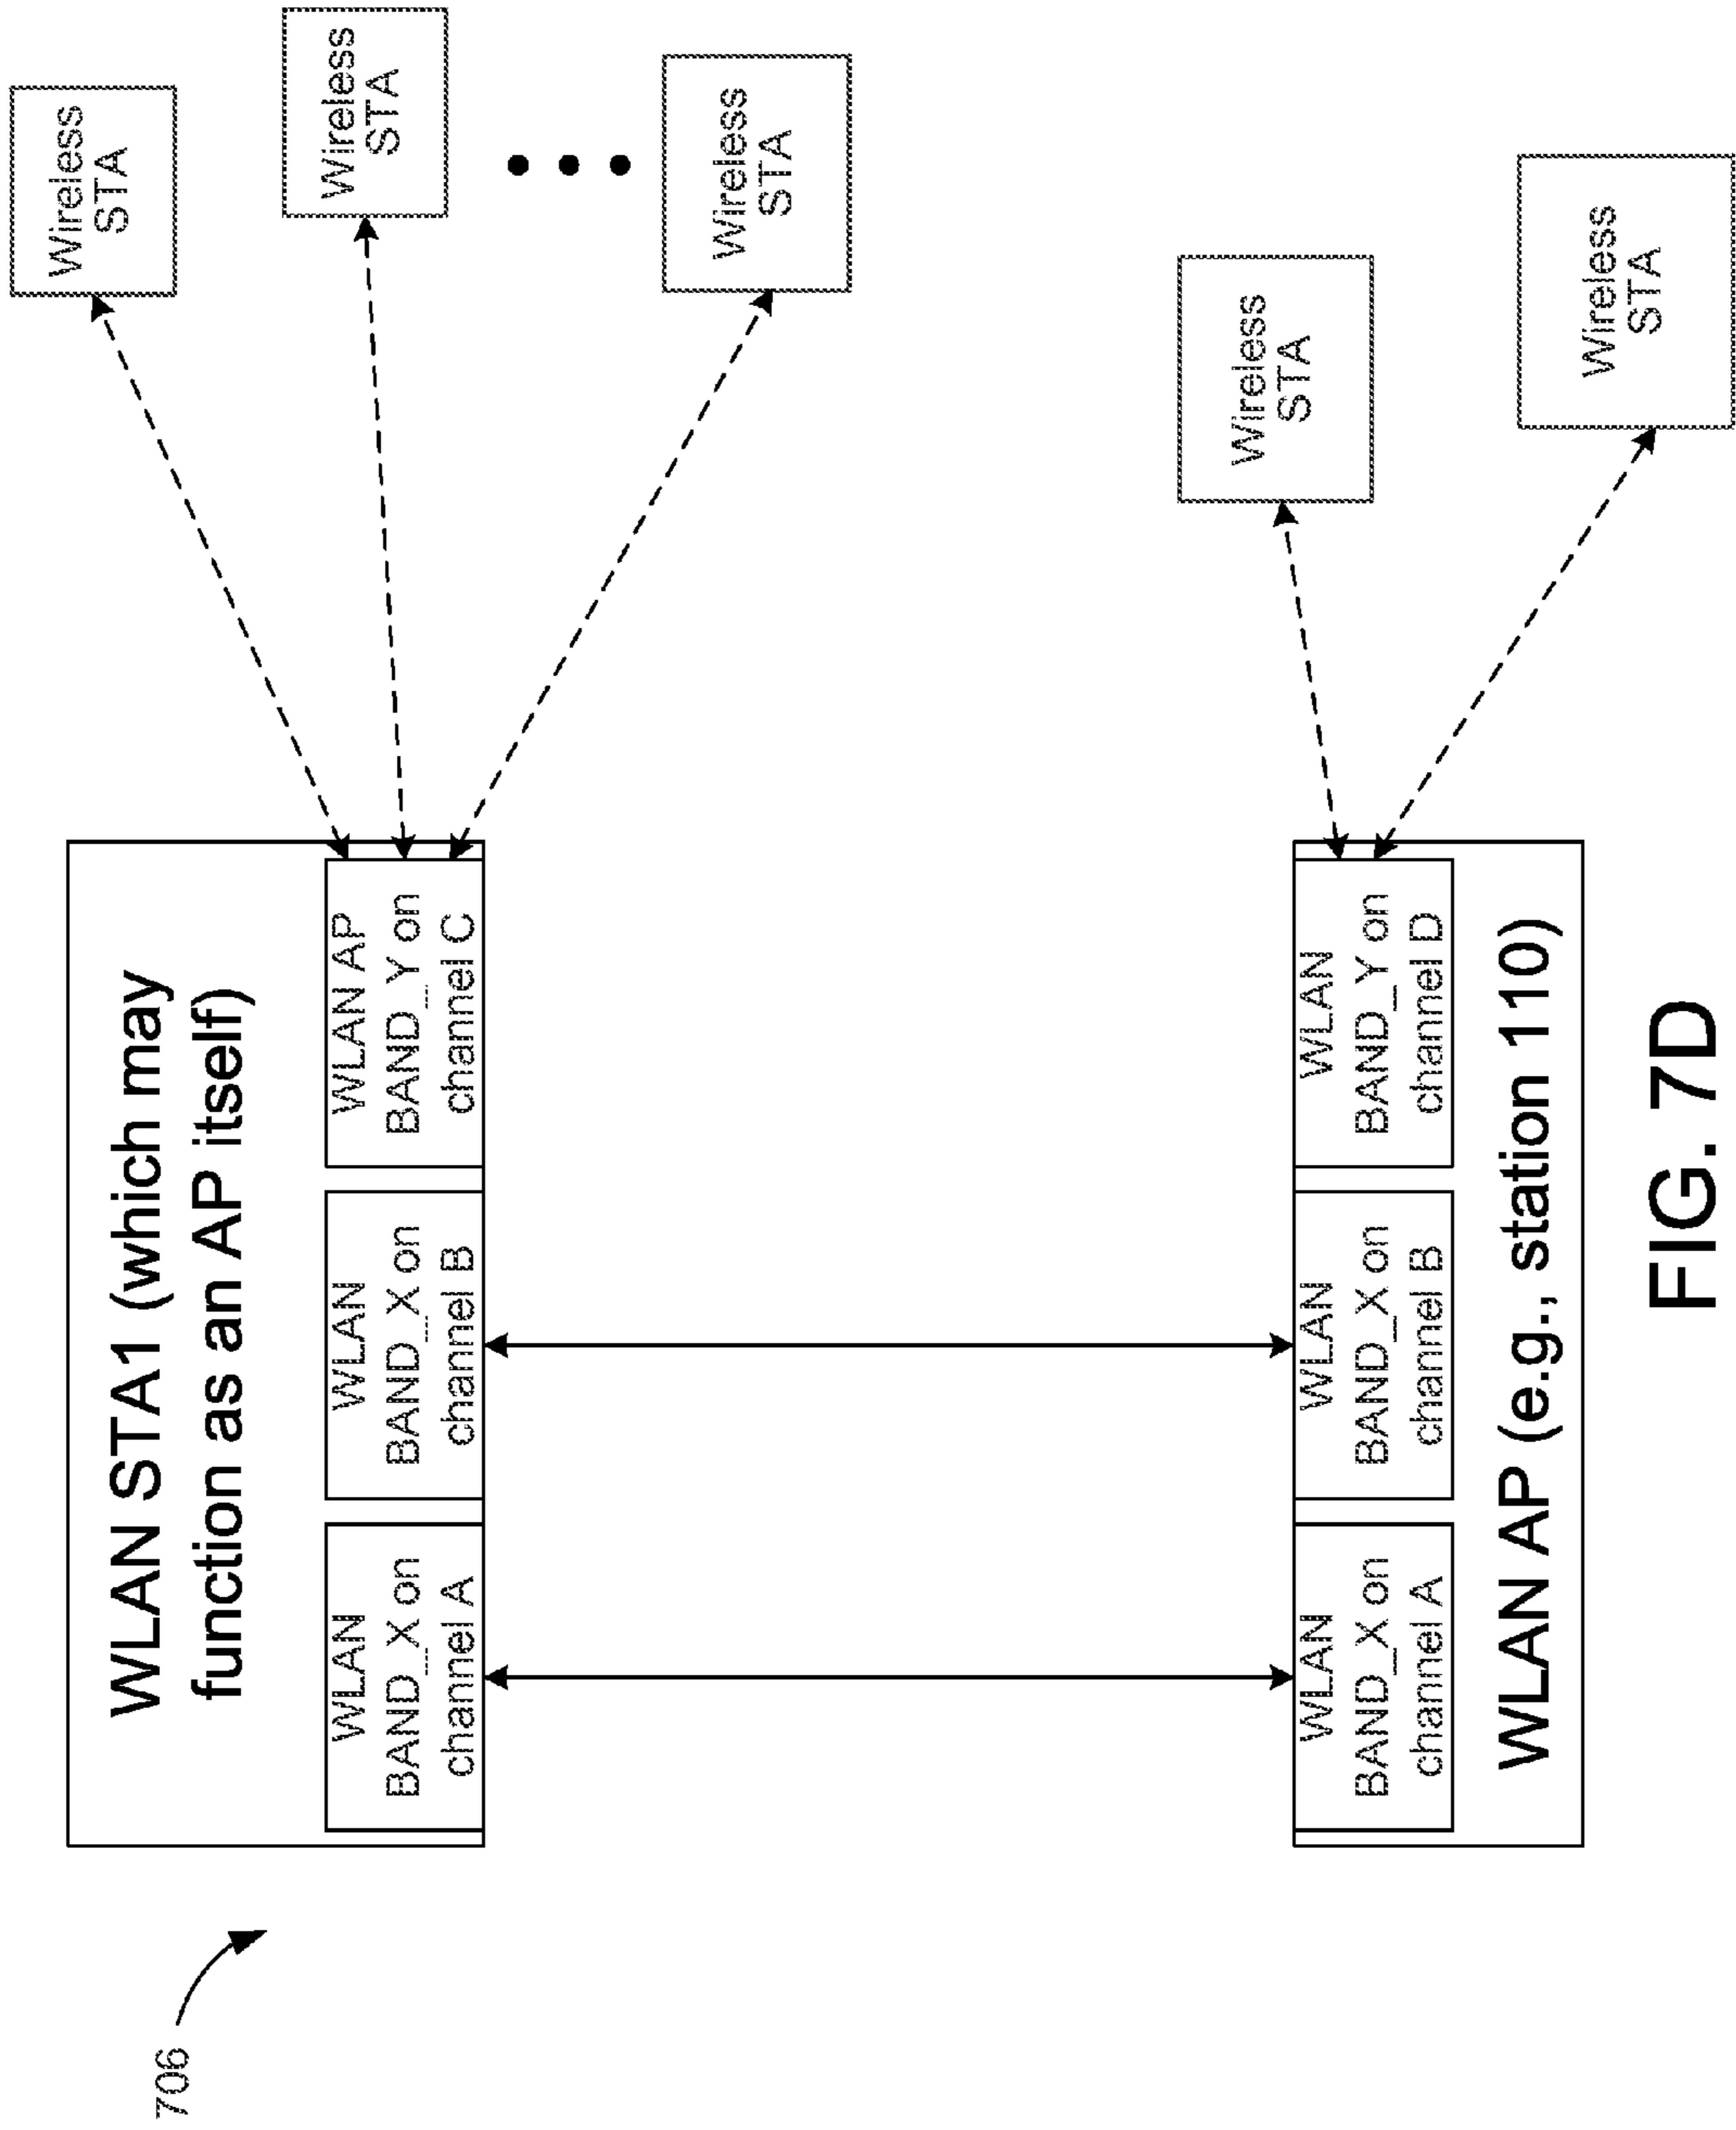 706
WLAN STA1 (which may
function as an AP itself)
WLAN
BAND_X on
channel A
WLAN
BAND_X on
channel B
WLAN AP
BAND_Y on
channel C
Wireless
STA
Wireless
STA
Wireless
STA
WLAN
BAND_X on
channel A
WLAN
BAND_X on
channel B
WLAN
BAND_Y on
channel D
WLAN AP (e.g., station 110)
Wireless
STA
Wireless
STA
FIG. 7D